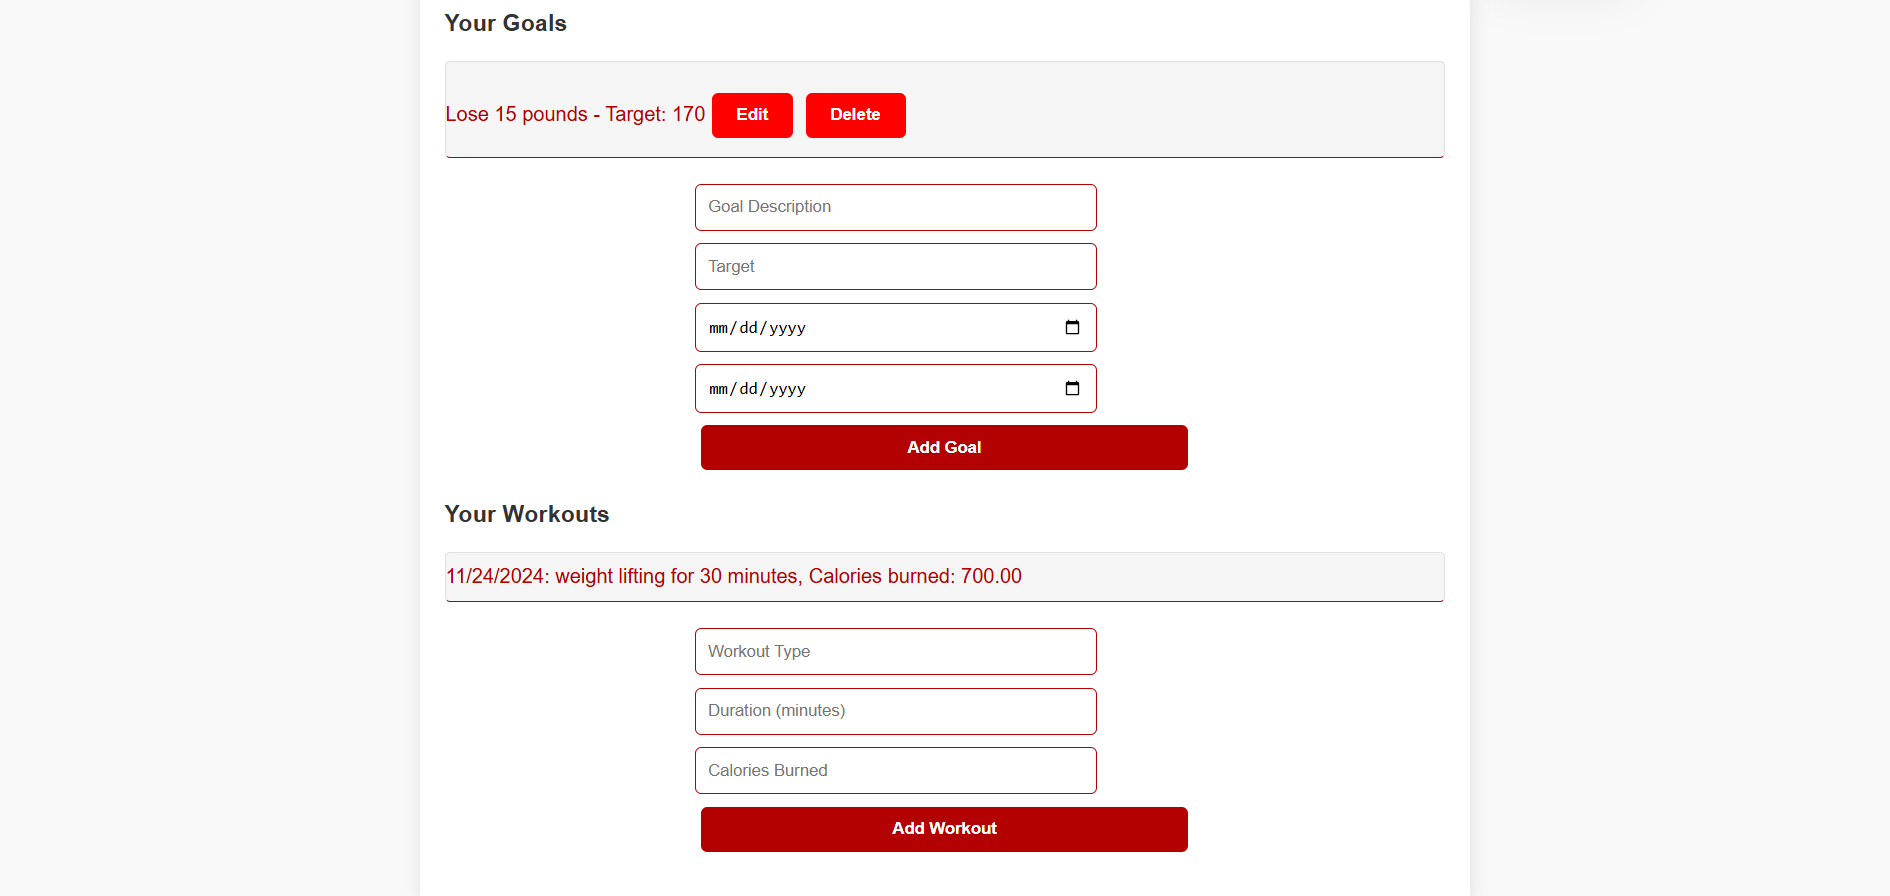 Your Goals
Lose 15 pounds - Target: 170 Edit Delete
Goal Description
Target
mm/dd/yyyy
mm/dd/yyyy
Add Goal
Your Workouts
11/24/2024: weight lifting for 30 minutes, Calories burned: 700.00
Workout Type
Duration (minutes)
Calories Burned
Add Workout